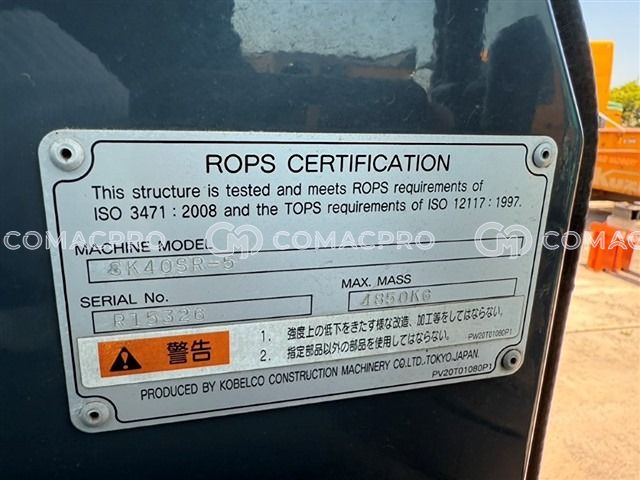 ROPS CERTIFICATION
This structure is tested and meets ROPS requirements of
ISO 3471 : 2008 and the TOPS requirements of ISO 12117 : 1997.
COMACPRO COMACPRO
MACHINE MODEL
SK40SR-5
SERIAL No.
R15326
MAX. MASS
4850KG
警告
1. 強度上の低下をきたす様な改造、加工等をしてはならない。
2. 指定部品以外の部品を使用してはならない。
PW20T01080P1
PRODUCED BY KOBELCO CONSTRUCTION MACHINERY CO.LTD.,TOKYO.JAPAN.
PV20T01080P1